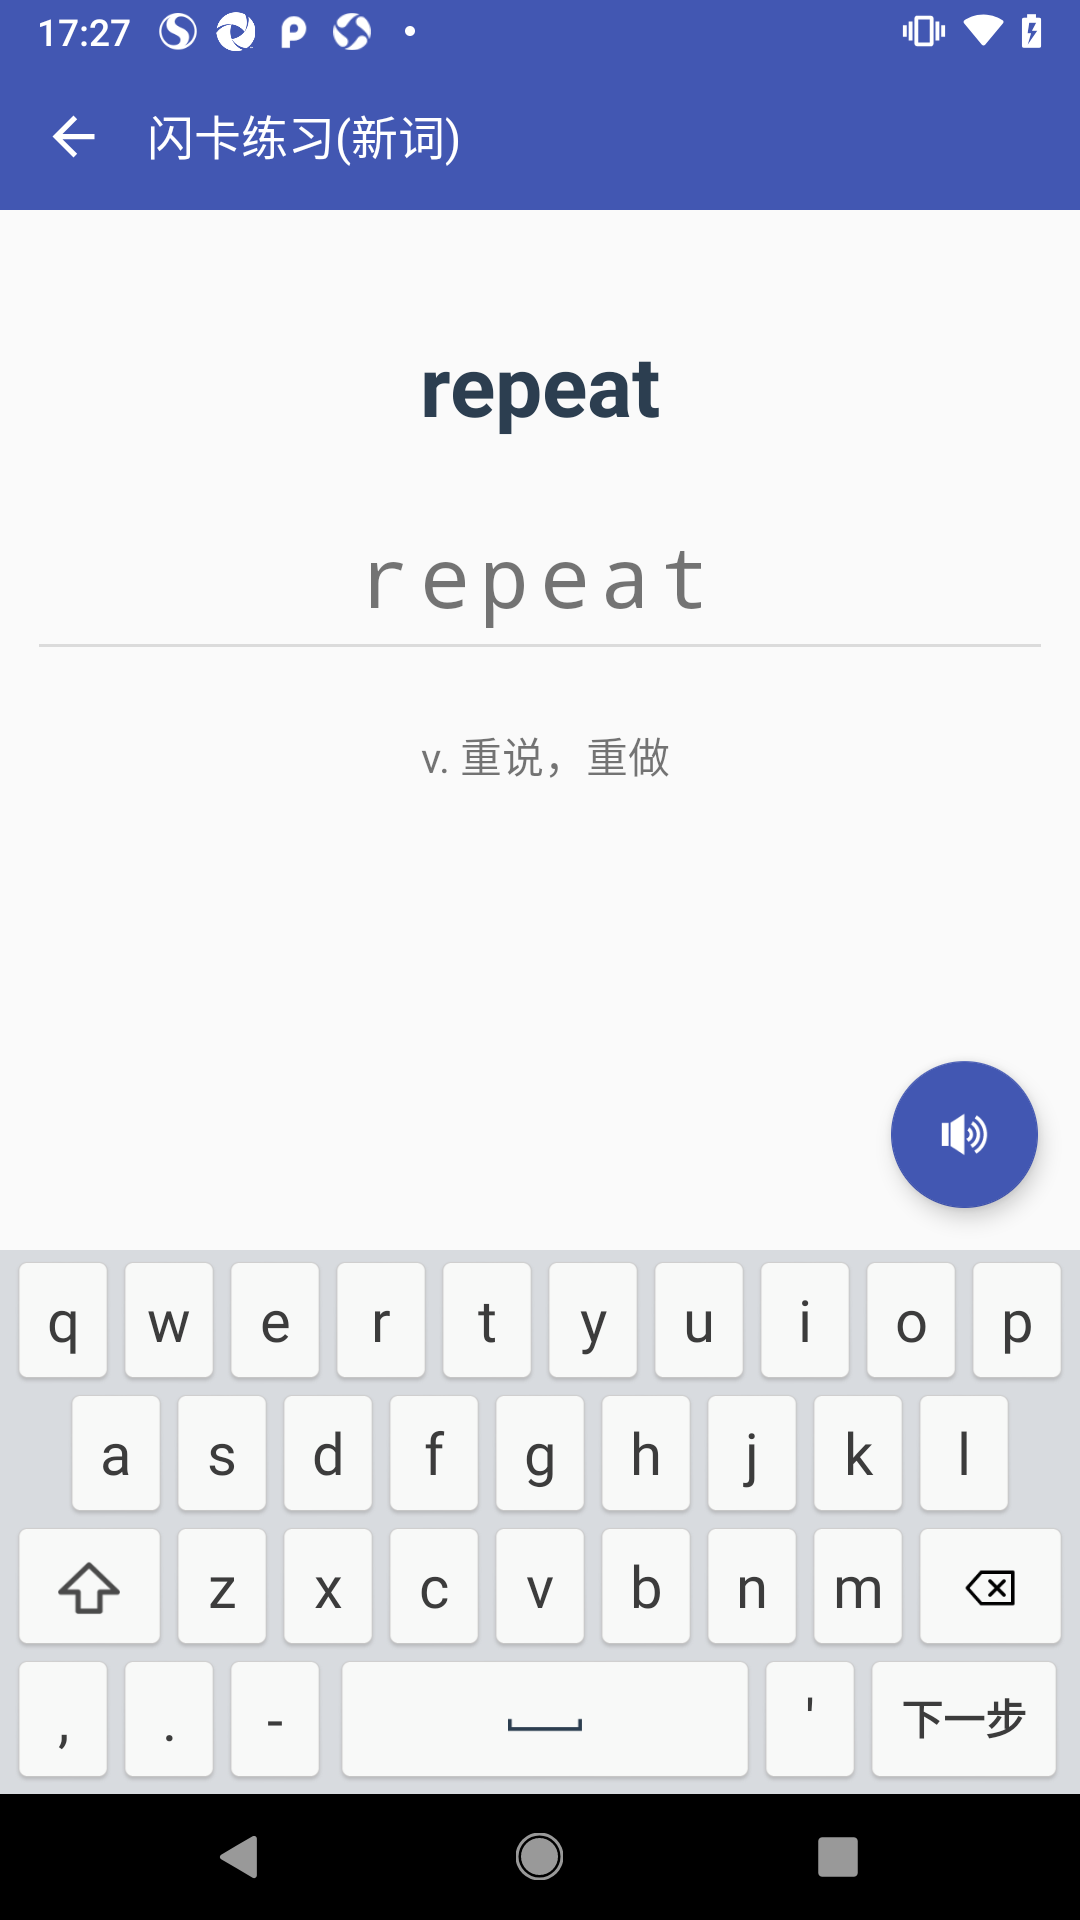 17:27
闪卡练习(新词)
repeat
repeat
v. 重说，重做
q w e r t y u i o p
a s d f g h j k l
z x c v b n m
, . - ' 下一步